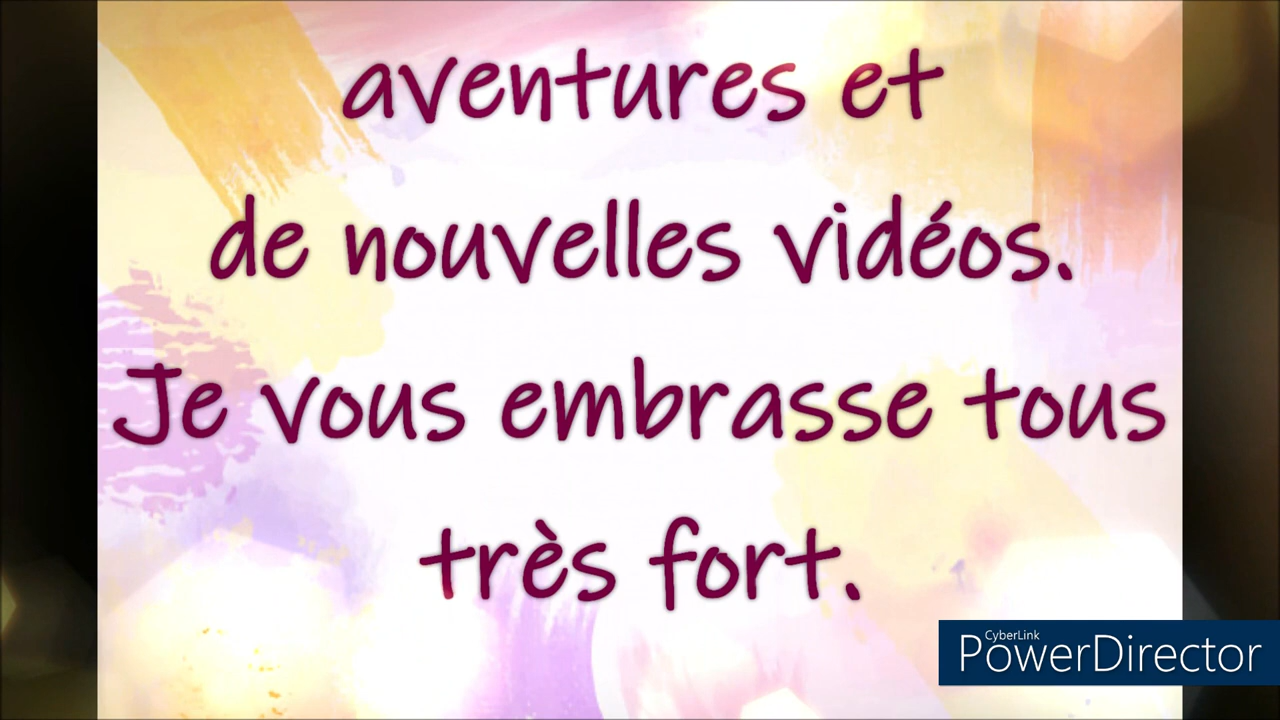 aventures et
de nouvelles vidéos.
Je vous embrasse tous
très fort.
CyberLink
PowerDirector